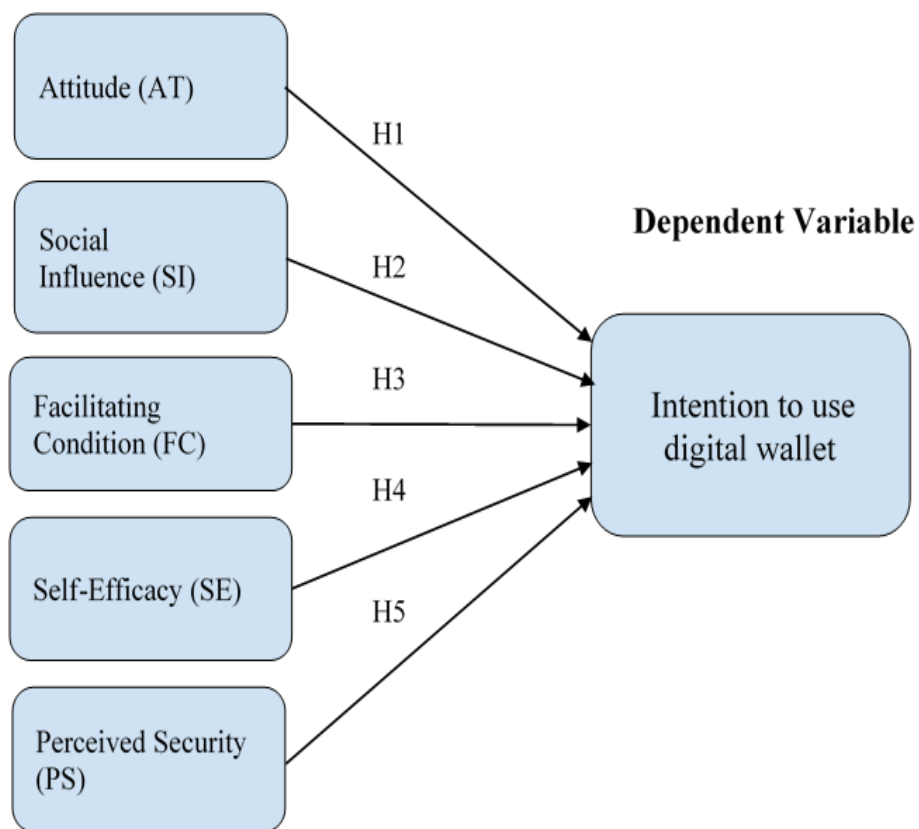 Attitude (AT)
H1
Social
Influence (SI)
H2
Dependent Variable
Facilitating
Condition (FC)
H3
Intention to use
digital wallet
Self-Efficacy (SE)
H4
Perceived Security
(PS)
H5